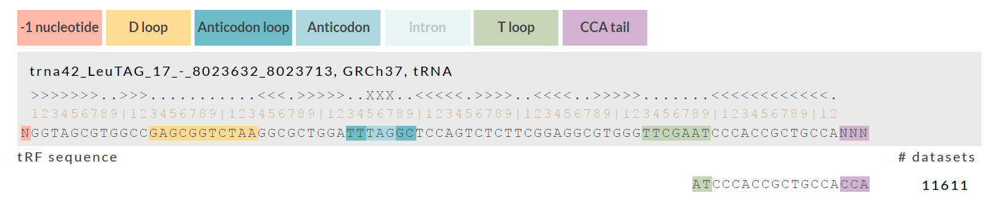 -1 nucleotide
D loop
Anticodon loop
Anticodon
intron
T loop
CCA tail
trna42_LeuTAG_17_-_8023632_8023713, GRCh37, tRNA
>>>>>>>..>>>...........<<<.>>>>>..XXX..<<<<<.>>>>..<<<<..>>>>>.......<<<<<<<<<<<<.
123456789|123456789|123456789|123456789|123456789|123456789|123456789|123456789|12
NGGTAGCGTGGCCGAGCGGTCTAAGGCGCTGGATTTAGGCTCCAGTCTCTTCGGAGGCGTGGGTTCGAATCCCACCGCTGCCANNN
tRF sequence # datasets
ATCCCACCGCTGCCACCA 11611